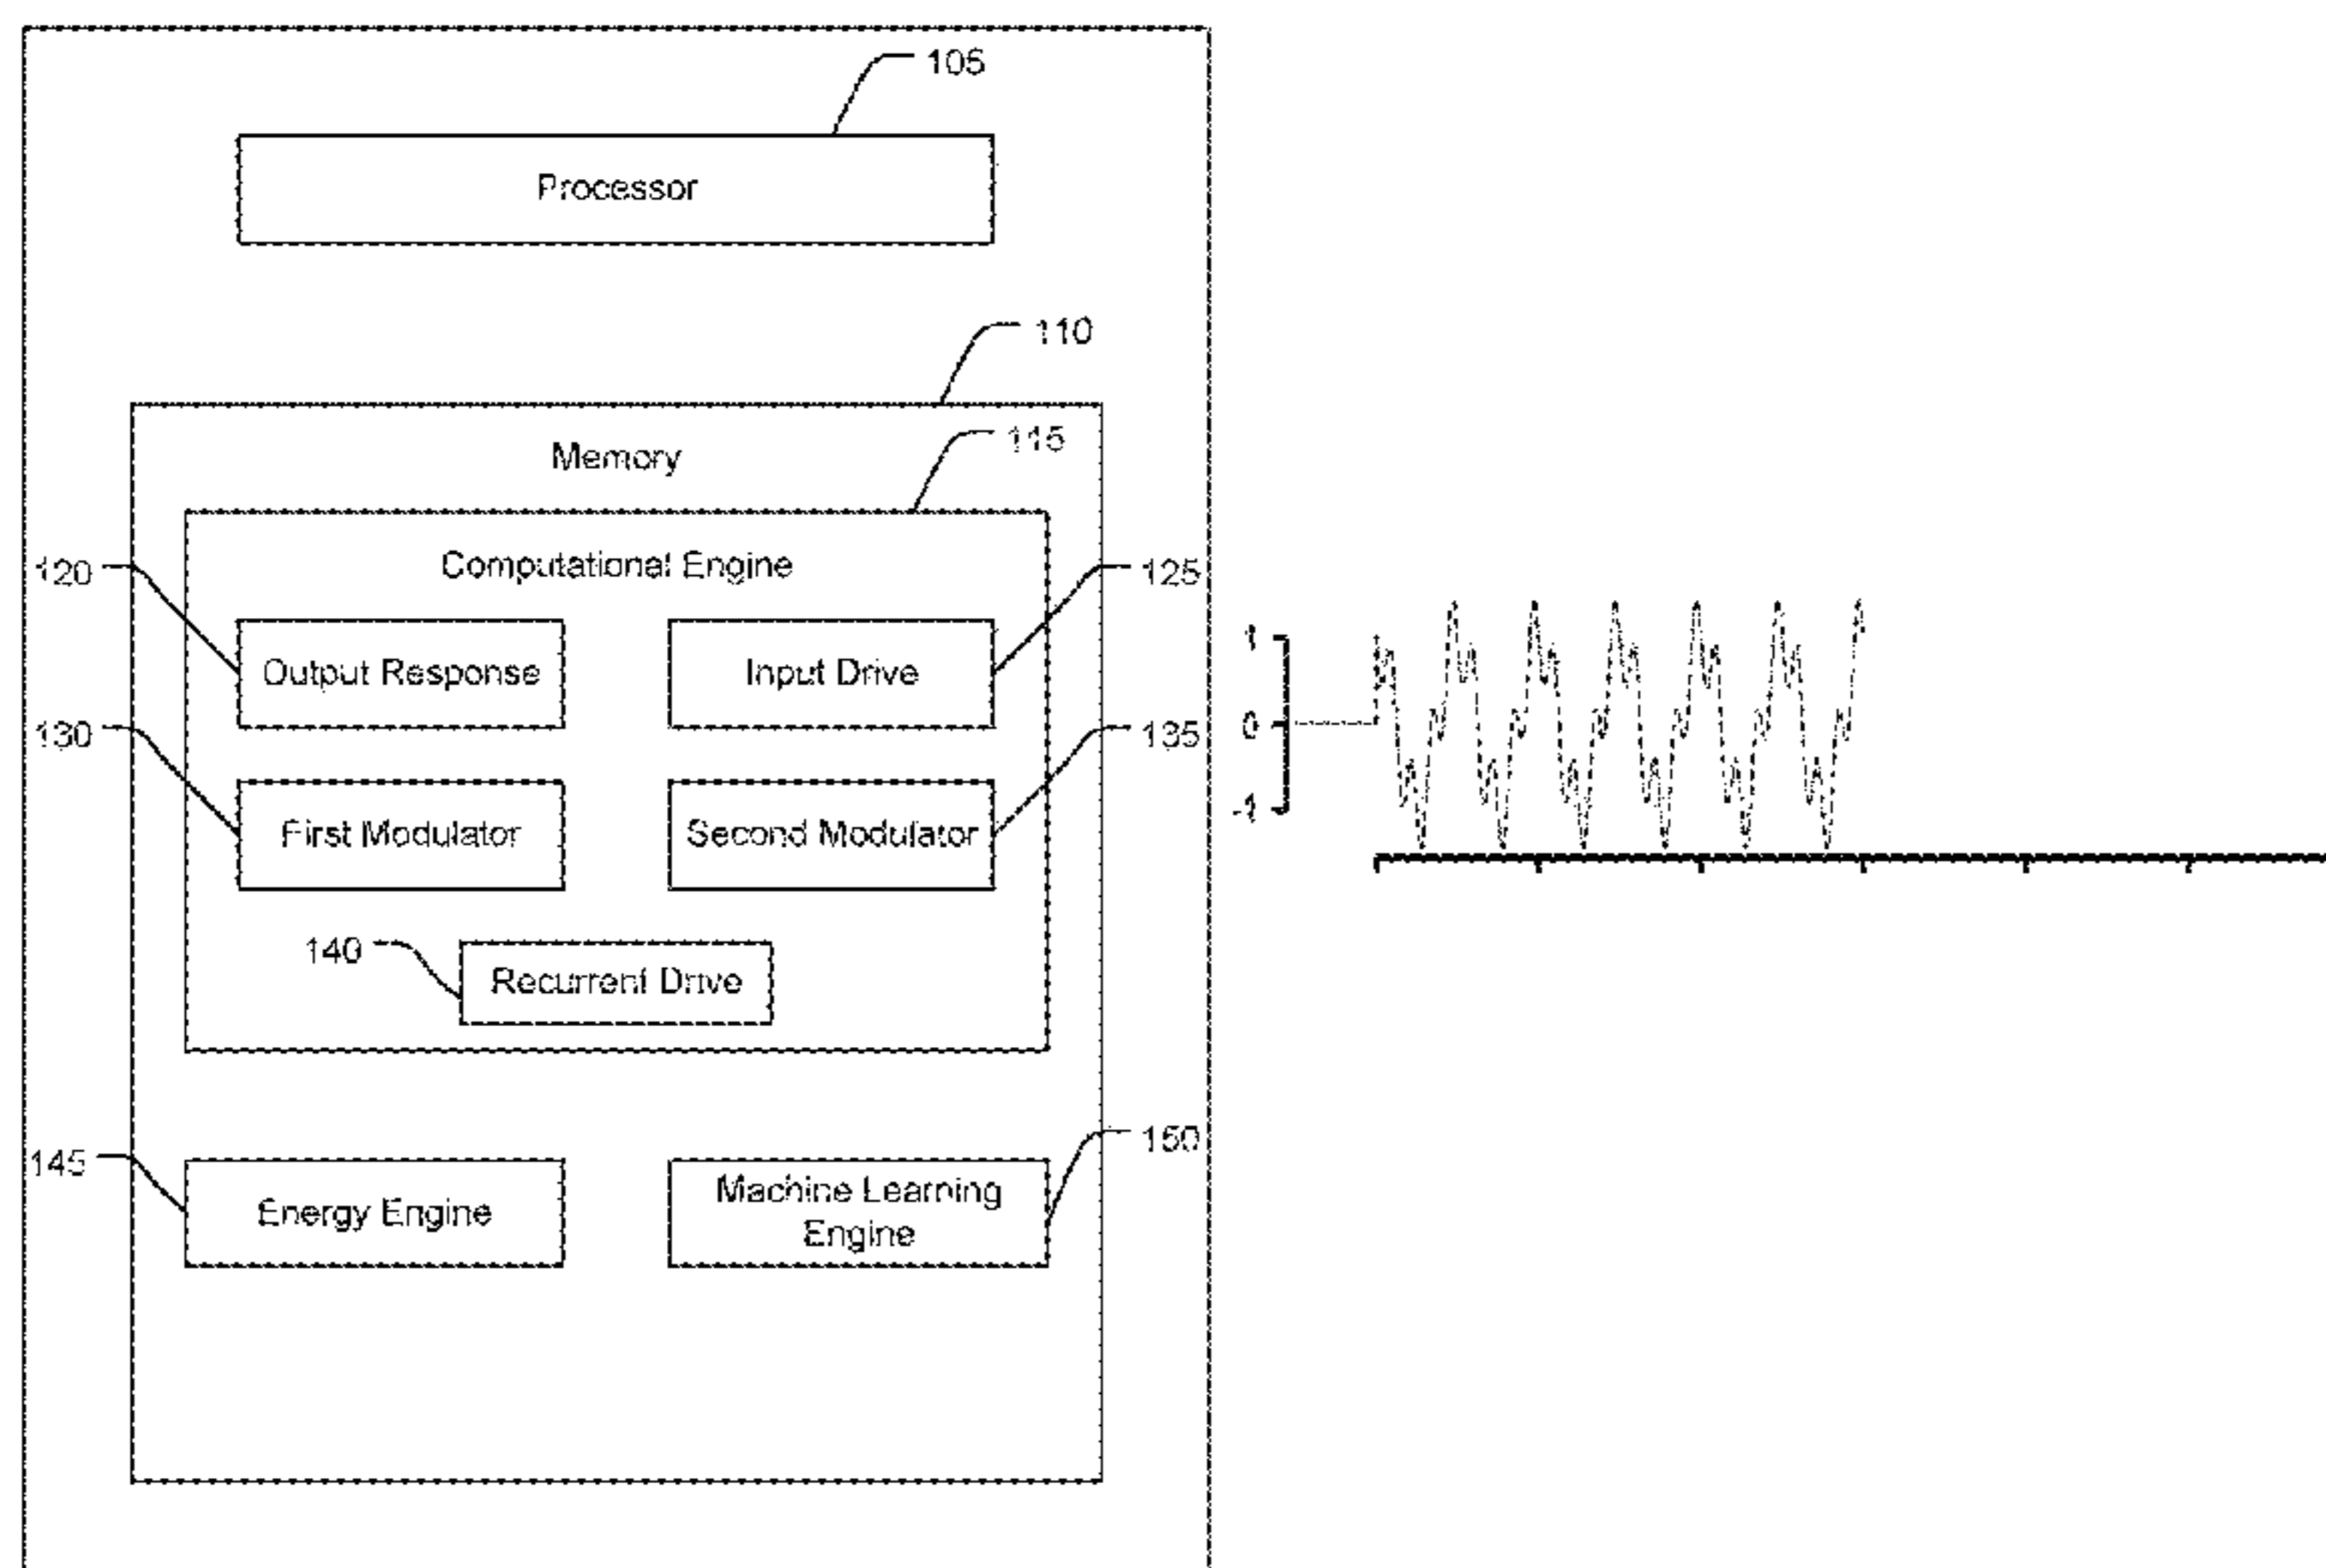 105
Processor
110
Memory
115
Computational Engine
120
125
Output Response
Input Drive
130
135
First Modulator
Second Modulator
140
Recurrent Drive
145
150
Energy Engine
Machine Learning
Engine
1
0
-1